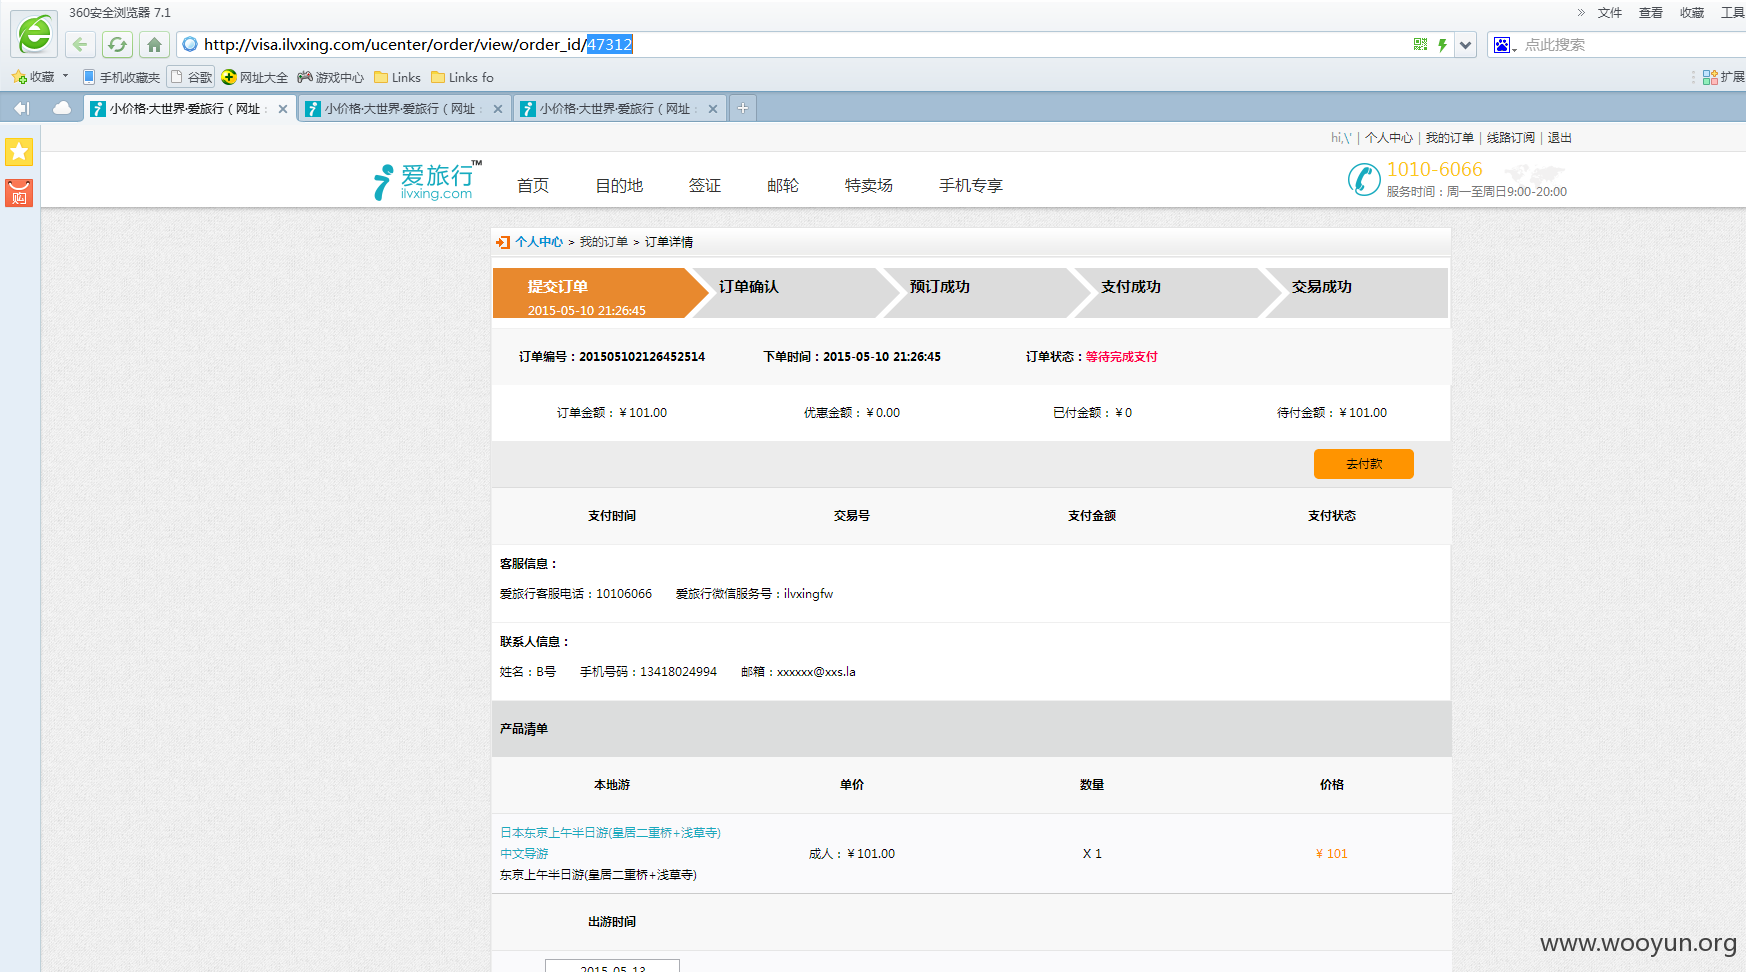 360安全浏览器 7.1
» 文件 查看 收藏 工具
http://visa.ilvxing.com/ucenter/order/view/order_id/47312
点此搜索
收藏 手机收藏夹 谷歌 网址大全 游戏中心 Links Links fo 扩展
小价格·大世界·爱旅行（网址： 小价格·大世界·爱旅行（网址： 小价格·大世界·爱旅行（网址：
hi,\' | 个人中心 | 我的订单 | 线路订阅 | 退出
购
爱旅行™
ilvxing.com
首页 目的地 签证 邮轮 特卖场 手机专享
1010-6066
服务时间：周一至周日9:00-20:00
个人中心 > 我的订单 > 订单详情
提交订单 订单确认 预订成功 支付成功 交易成功
2015-05-10 21:26:45
订单编号：201505102126452514 下单时间：2015-05-10 21:26:45 订单状态：等待完成支付
订单金额：￥101.00 优惠金额：￥0.00 已付金额：￥0 待付金额：￥101.00
去付款
支付时间 交易号 支付金额 支付状态
客服信息：
爱旅行客服电话：10106066 爱旅行微信服务号：ilvxingfw
联系人信息：
姓名：B号 手机号码：13418024994 邮箱：xxxxxx@xxs.la
产品清单
本地游 单价 数量 价格
日本东京上午半日游(皇居二重桥+浅草寺)
中文导游
成人：￥101.00 X 1 ￥101
东京上午半日游(皇居二重桥+浅草寺)
出游时间
2015-05-13
www.wooyun.org